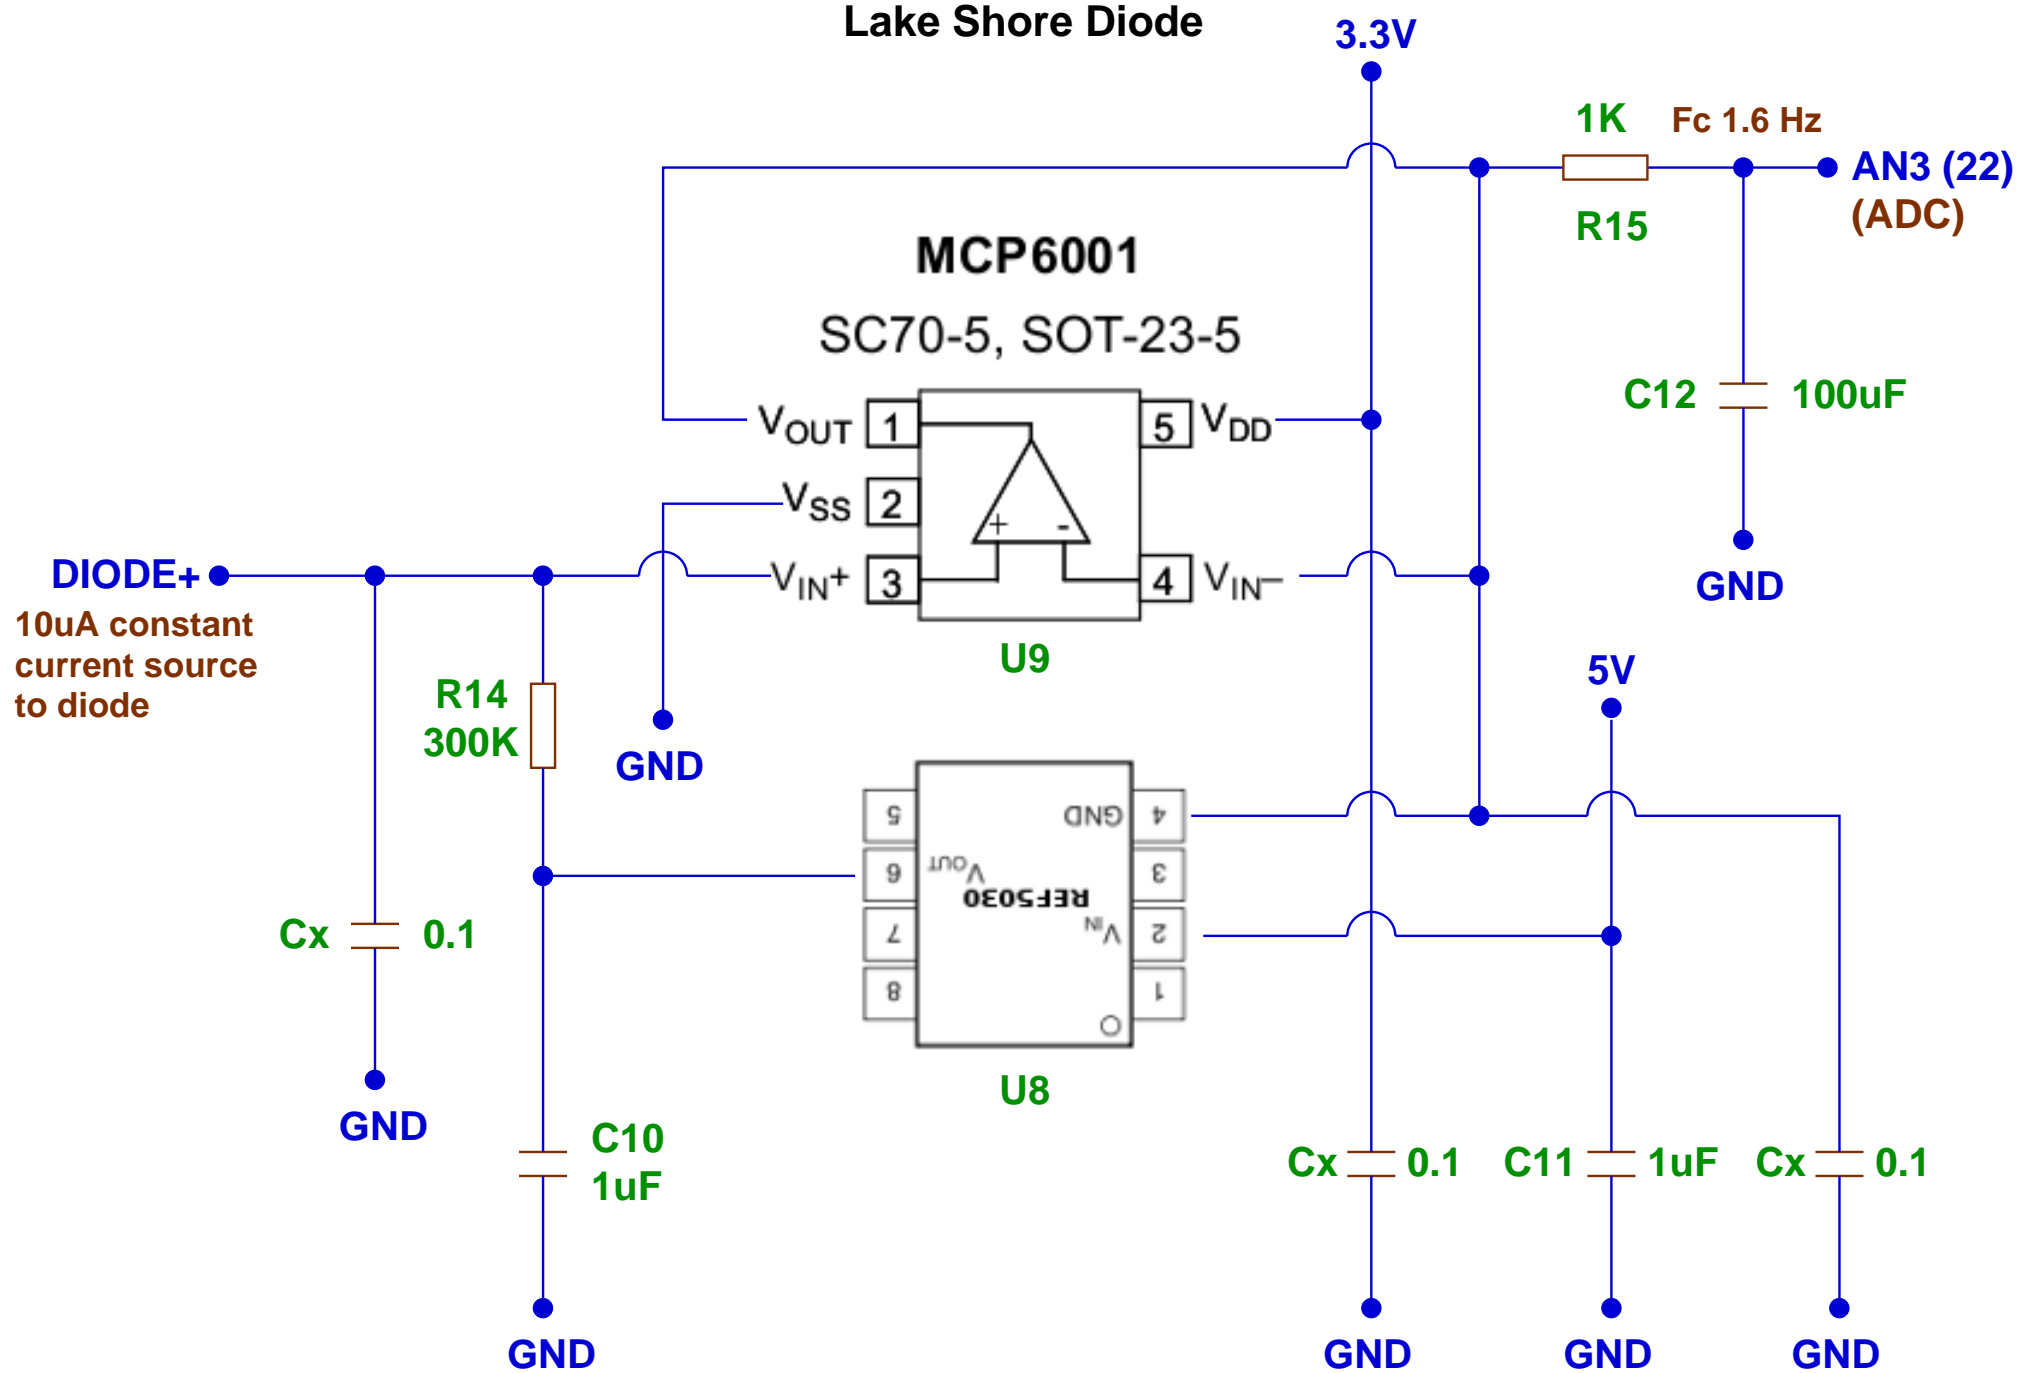 Lake Shore Diode
3.3V
1K
Fc 1.6 Hz
AN3 (22)
(ADC)
R15
MCP6001
SC70-5, SOT-23-5
C12
100uF
GND
VOUT
1
5
VDD
VSS
2
VIN+
3
4
VIN–
+
-
U9
DIODE+
10uA constant
current source
to diode
R14
300K
GND
5V
5
GND
4
6
VOUT
3
REF5030
7
VIN
2
8
1
U8
Cx
0.1
GND
C10
1uF
GND
Cx
0.1
GND
C11
1uF
GND
Cx
0.1
GND